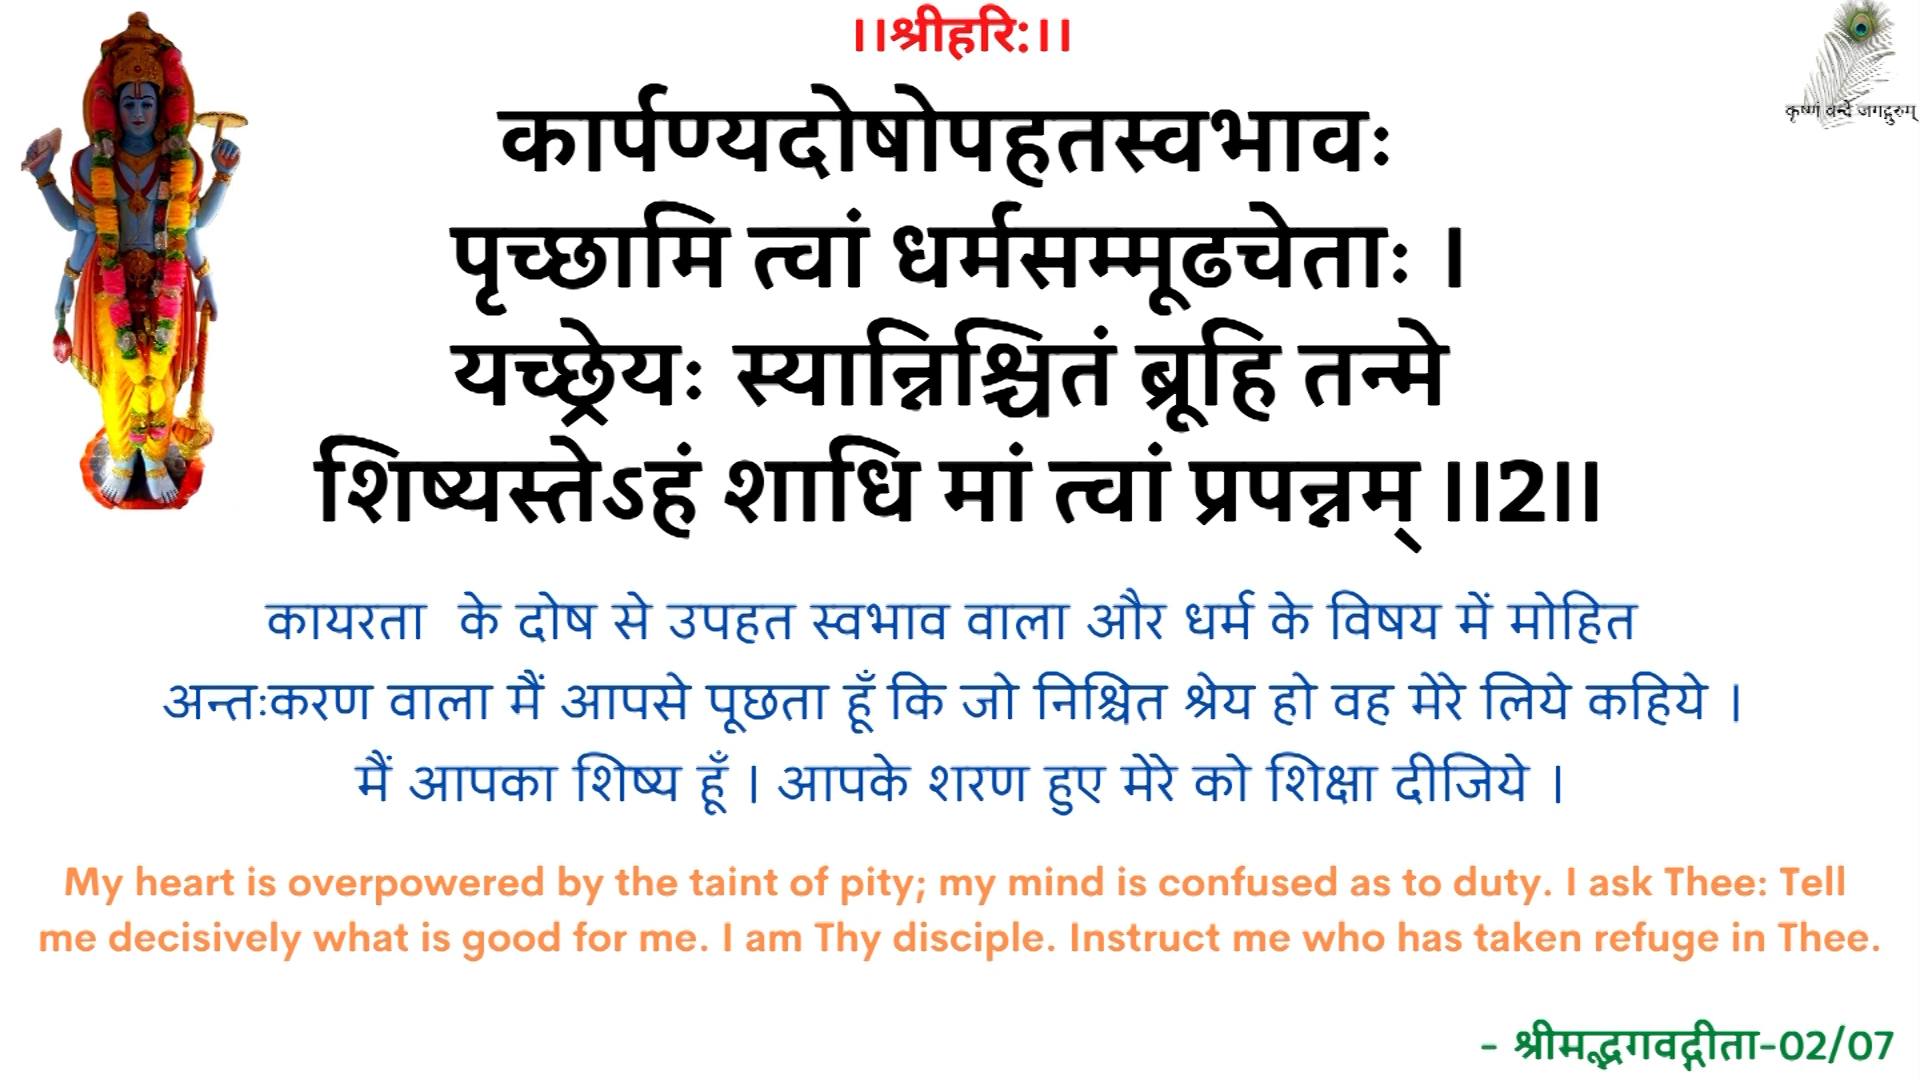 ।।श्रीहरि:।।
कृष्णं वन्दे जगद्गुरुम्
कार्पण्यदोषोपहतस्वभावः
पृच्छामि त्वां धर्मसम्मूढचेताः ।
यच्छ्रेयः स्यान्निश्चितं ब्रूहि तन्मे
शिष्यस्तेऽहं शाधि मां त्वां प्रपन्नम् ।।2।।
कायरता के दोष से उपहत स्वभाव वाला और धर्म के विषय में मोहित
अन्तःकरण वाला मैं आपसे पूछता हूँ कि जो निश्चित श्रेय हो वह मेरे लिये कहिये ।
मैं आपका शिष्य हूँ । आपके शरण हुए मेरे को शिक्षा दीजिये ।
My heart is overpowered by the taint of pity; my mind is confused as to duty. I ask Thee: Tell
me decisively what is good for me. I am Thy disciple. Instruct me who has taken refuge in Thee.
- श्रीमद्भगवद्गीता-02/07